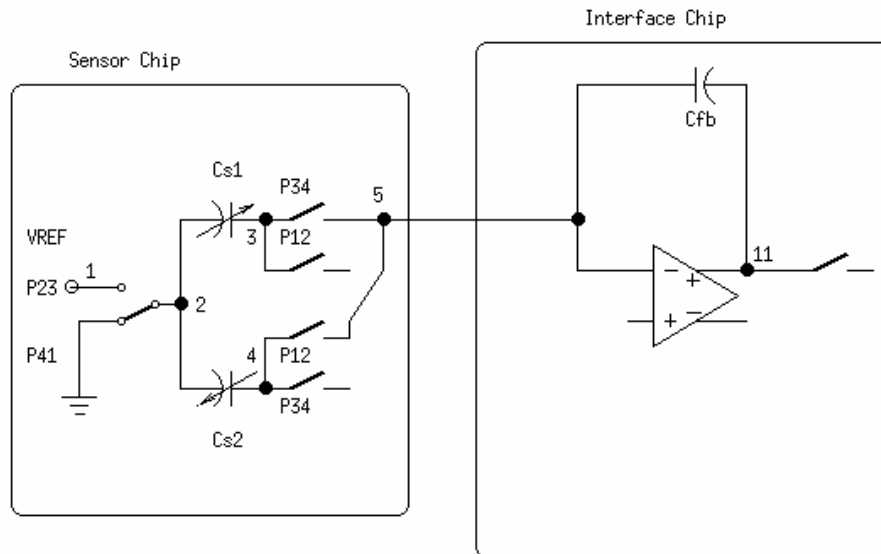 Interface Chip
Sensor Chip
Cfb
Cs1
P34
5
VREF
3
P12
1
P23
2
11
P41
4
P12
P34
Cs2
− +
+ −